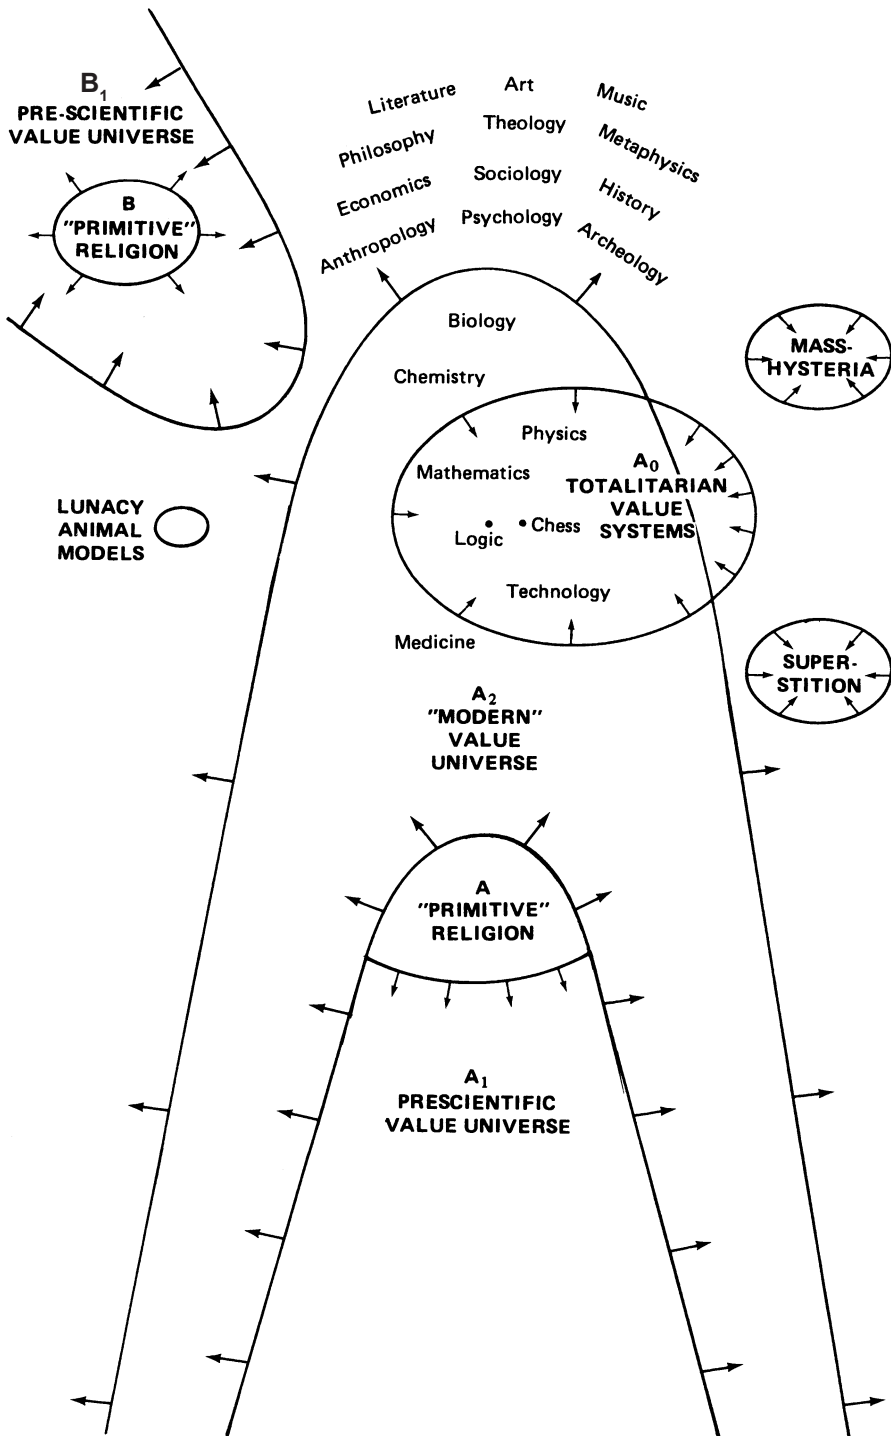 B₁
PRE-SCIENTIFIC
VALUE UNIVERSE
B
"PRIMITIVE"
RELIGION
Literature Art Music
Philosophy Theology Metaphysics
Economics Sociology History
Anthropology Psychology Archeology
Biology
Chemistry
MASS-
HYSTERIA
Physics
Mathematics
A₀
TOTALITARIAN
VALUE
SYSTEMS
Logic
Chess
Technology
LUNACY
ANIMAL
MODELS
Medicine
SUPER-
STITION
A₂
"MODERN"
VALUE
UNIVERSE
A
"PRIMITIVE"
RELIGION
A₁
PRESCIENTIFIC
VALUE UNIVERSE